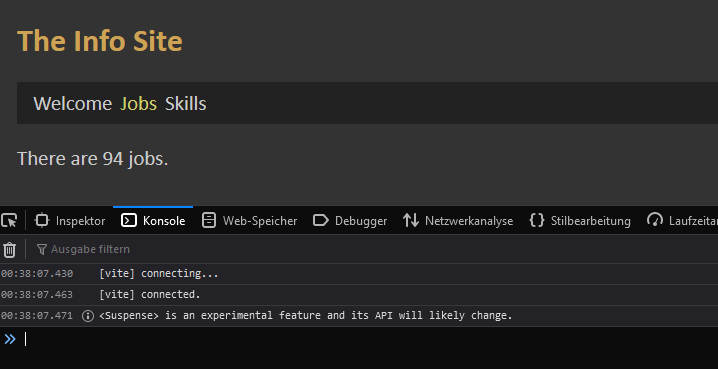 The Info Site
Welcome Jobs Skills
There are 94 jobs.
Inspektor Konsole Web-Speicher Debugger Netzwerkanalyse Stilbearbeitung Laufzeita
Ausgabe filtern
00:38:07.430 [vite] connecting...
00:38:07.463 [vite] connected.
00:38:07.471 <Suspense> is an experimental feature and its API will likely change.